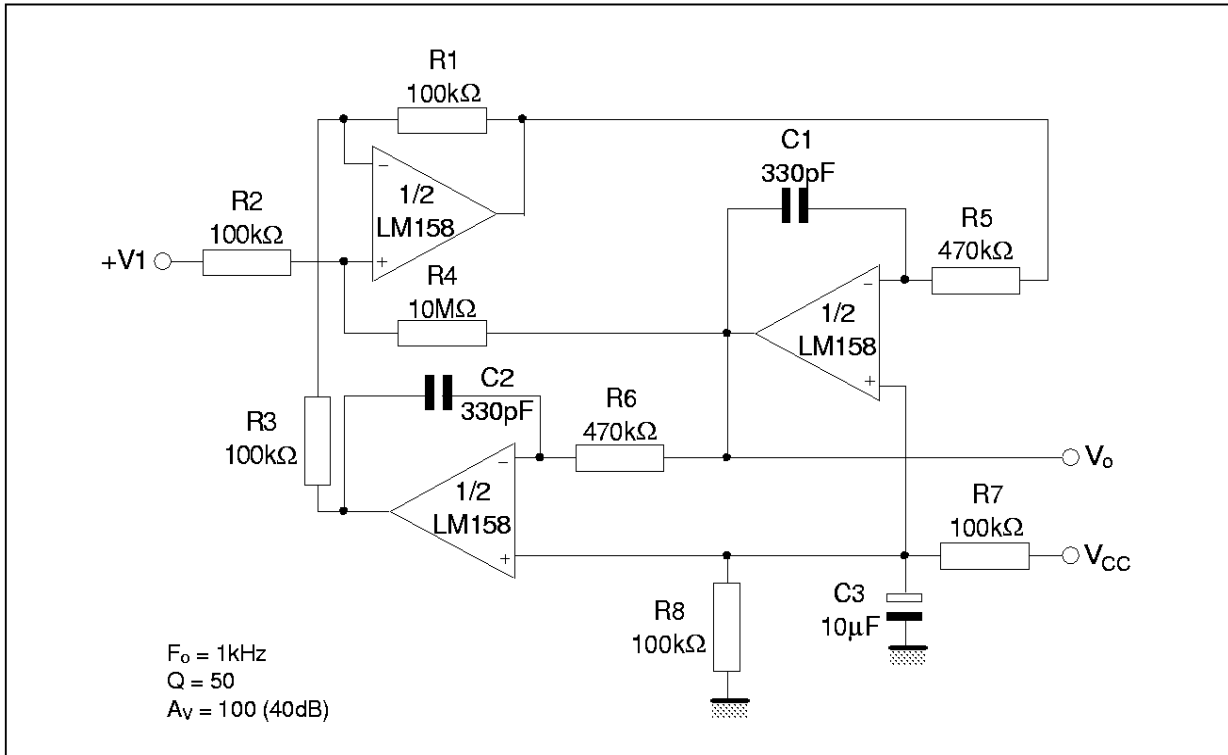 R1
100kΩ
C1
330pF
1/2
LM158
R2
100kΩ
R5
470kΩ
+V1
R4
10MΩ
1/2
LM158
C2
330pF
R6
470kΩ
R3
100kΩ
Vo
1/2
LM158
R7
100kΩ
VCC
R8
100kΩ
C3
10μF
Fo = 1kHz
Q = 50
AV = 100 (40dB)